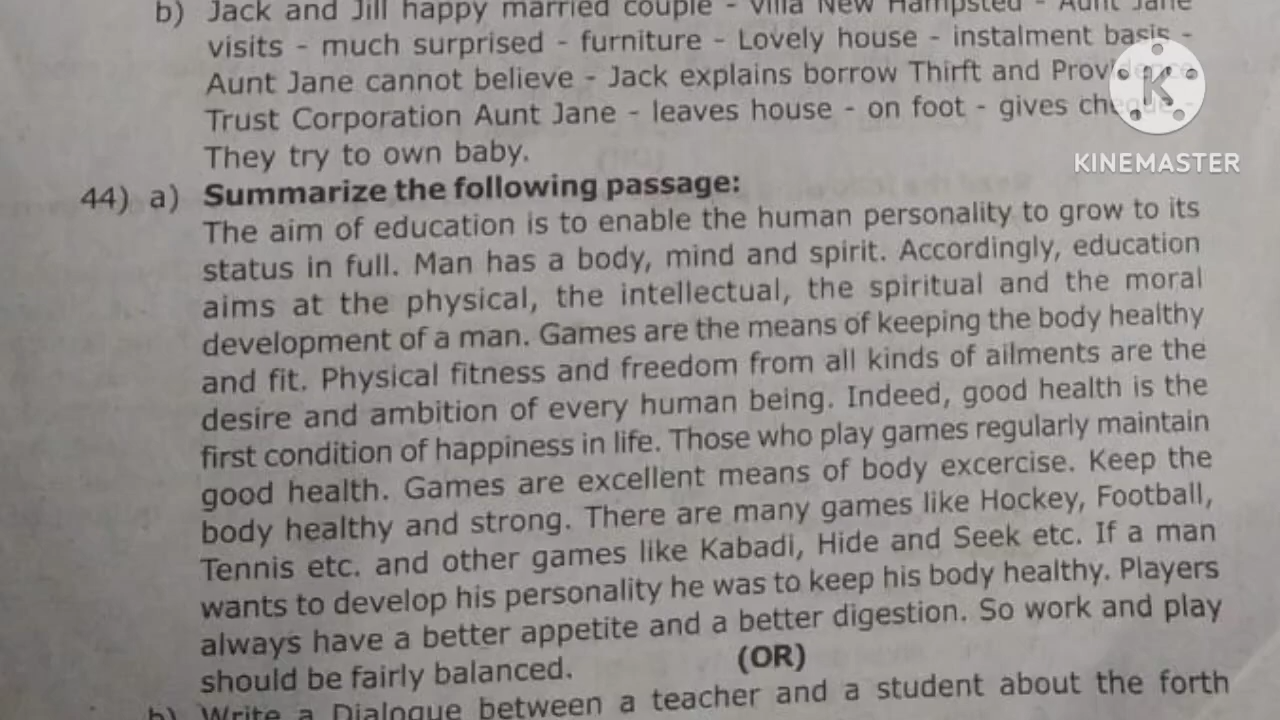 b) Jack and Jill happy married couple - villa New Hampsted - Aunt Jane
visits - much surprised - furniture - Lovely house - instalment basis -
Aunt Jane cannot believe - Jack explains borrow Thirft and Providence
Trust Corporation Aunt Jane - leaves house - on foot - gives cheque -
They try to own baby.
K
KINEMASTER
44) a) Summarize the following passage:
The aim of education is to enable the human personality to grow to its
status in full. Man has a body, mind and spirit. Accordingly, education
aims at the physical, the intellectual, the spiritual and the moral
development of a man. Games are the means of keeping the body healthy
and fit. Physical fitness and freedom from all kinds of ailments are the
desire and ambition of every human being. Indeed, good health is the
first condition of happiness in life. Those who play games regularly maintain
good health. Games are excellent means of body excercise. Keep the
body healthy and strong. There are many games like Hockey, Football,
Tennis etc. and other games like Kabadi, Hide and Seek etc. If a man
wants to develop his personality he was to keep his body healthy. Players
always have a better appetite and a better digestion. So work and play
should be fairly balanced.
(OR)
b) Write a Dialogue between a teacher and a student about the forth